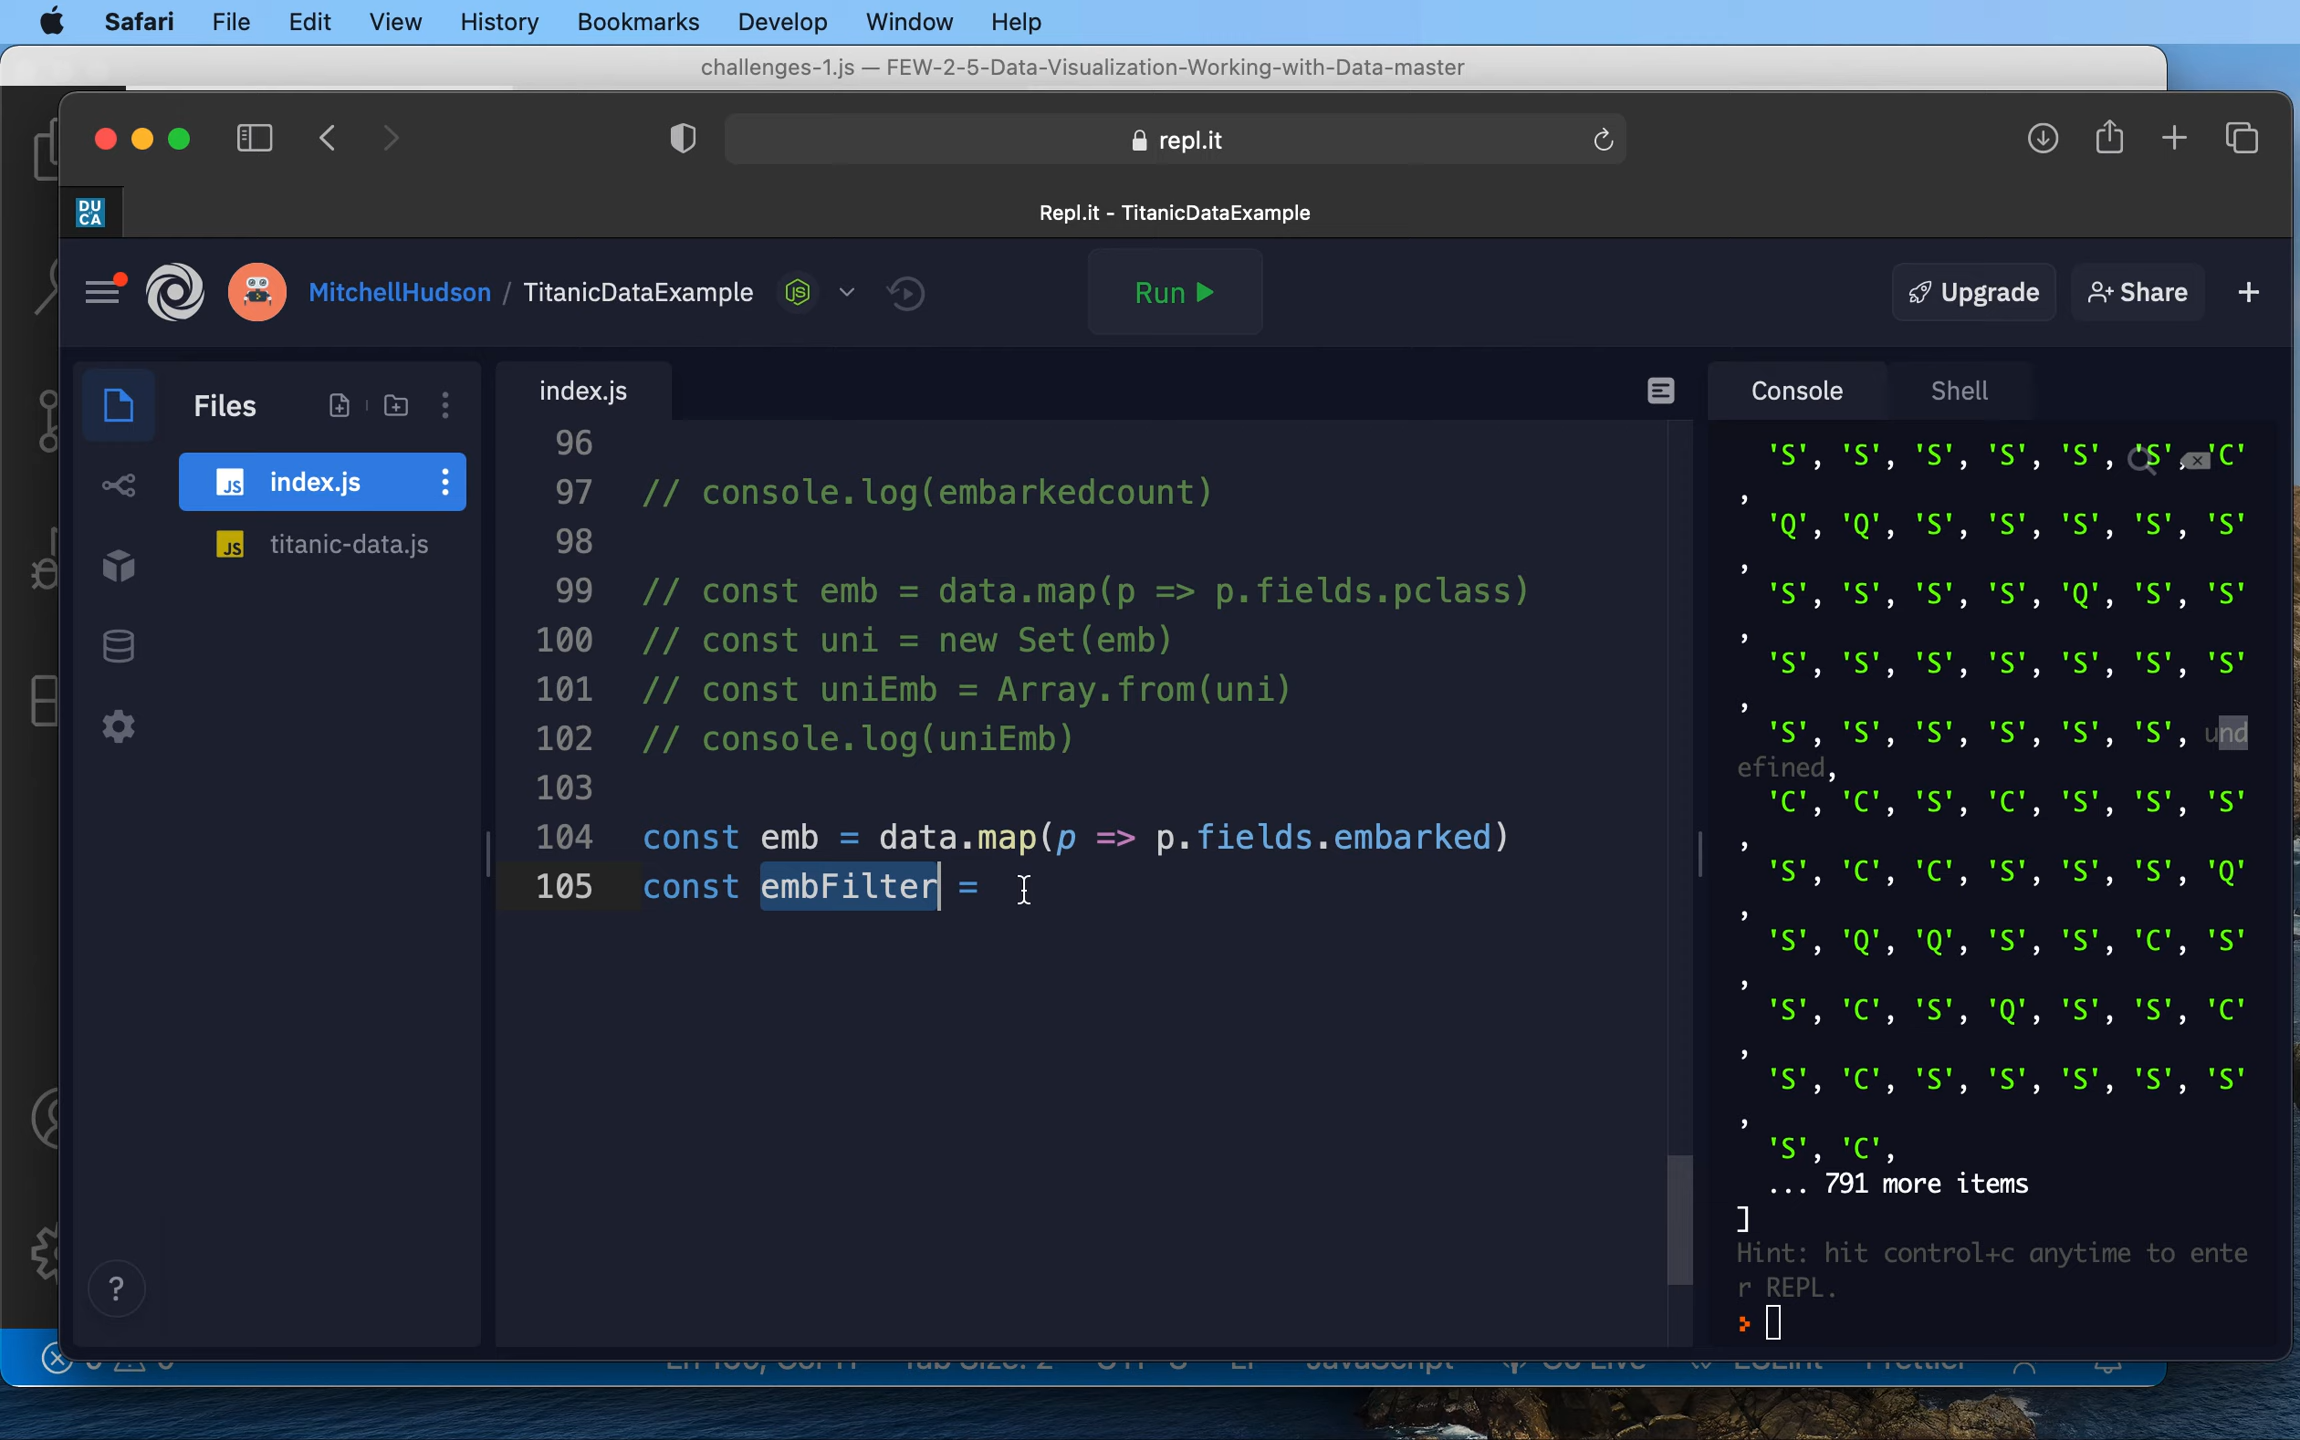 Safari File Edit View History Bookmarks Develop Window Help
challenges-1.js — FEW-2-5-Data-Visualization-Working-with-Data-master
repl.it
DU CA
Repl.it - TitanicDataExample
MitchellHudson / TitanicDataExample
Run
Upgrade
Share
Files
index.js
titanic-data.js
index.js
96
97 // console.log(embarkedcount)
98
99 // const emb = data.map(p => p.fields.pclass)
100 // const uni = new Set(emb)
101 // const uniEmb = Array.from(uni)
102 // console.log(uniEmb)
103
104 const emb = data.map(p => p.fields.embarked)
105 const embFilter =
Console Shell
'S', 'S', 'S', 'S', 'S', 'S', 'C'
,
'Q', 'Q', 'S', 'S', 'S', 'S', 'S'
,
'S', 'S', 'S', 'S', 'Q', 'S', 'S'
,
'S', 'S', 'S', 'S', 'S', 'S', 'S'
,
'S', 'S', 'S', 'S', 'S', 'S', und
efined,
'C', 'C', 'S', 'C', 'S', 'S', 'S'
,
'S', 'C', 'C', 'S', 'S', 'S', 'Q'
,
'S', 'Q', 'Q', 'S', 'S', 'C', 'S'
,
'S', 'C', 'S', 'Q', 'S', 'S', 'C'
,
'S', 'C', 'S', 'S', 'S', 'S', 'S'
,
'S', 'C',
... 791 more items
]
Hint: hit control+c anytime to ente
r REPL.
?